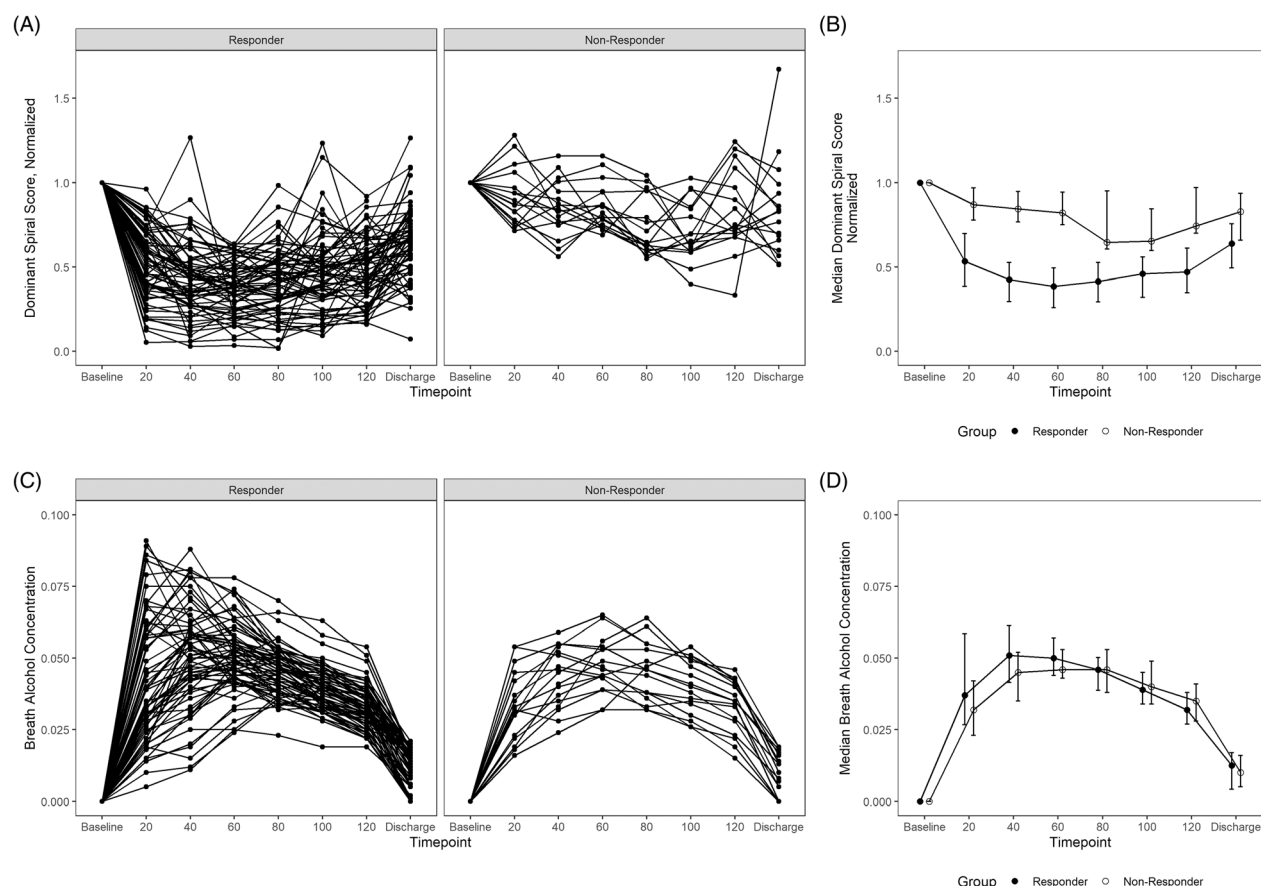 (A)
Responder
Non-Responder
Dominant Spiral Score, Normalized
1.5
1.0
0.5
0.0
Baseline 20 40 60 80 100 120 Discharge
Baseline 20 40 60 80 100 120 Discharge
Timepoint
(B)
Median Dominant Spiral Score
Normalized
1.5
1.0
0.5
0.0
Baseline 20 40 60 80 100 120 Discharge
Timepoint
Group Responder Non-Responder
(C)
Responder
Non-Responder
Breath Alcohol Concentration
0.100
0.075
0.050
0.025
0.000
Baseline 20 40 60 80 100 120 Discharge
Baseline 20 40 60 80 100 120 Discharge
Timepoint
(D)
Median Breath Alcohol Concentration
0.100
0.075
0.050
0.025
0.000
Baseline 20 40 60 80 100 120 Discharge
Timepoint
Group Responder Non-Responder